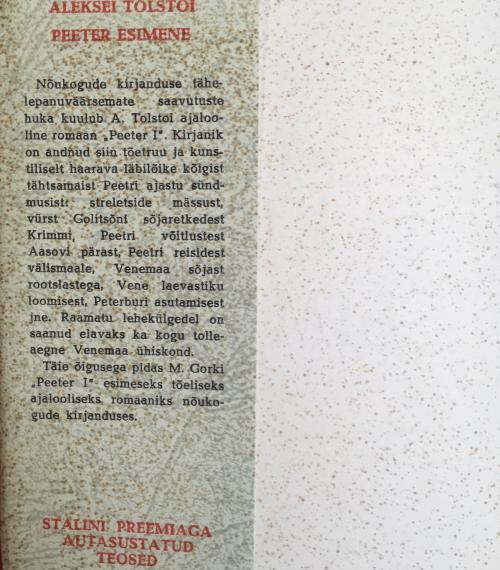 ALEKSEI TOLSTOI
PEETER ESIMENE
Nõukogude kirjanduse tähe-
lepanuväärsemate saavutuste
hulka kuulub A. Tolstoi ajaloo-
line romaan „Peeter I“. Kirjanik
on andnud siin tõetruu ja kuns-
tiliselt haarava läbilõike kõigist
tähtsamaist Peetri ajastu sünd-
musist: streletside mässust,
vürst Golitsõni sõjaretkedest
Krimmi, Peetri võitlustest
Aasovi pärast, Peetri reisidest
välismaale, Venemaa sõjast
rootslastega, Vene laevastiku
loomisest, Peterburi asutamisest
jne. Raamatu lehekülgedel on
saanud elavaks ka kogu tolle-
aegne Venemaa ühiskond.
Täie õigusega pidas M. Gorki
„Peeter I“ esimeseks tõeliseks
ajalooliseks romaaniks nõuko-
gude kirjanduses.
STALINI PREEMIAGA
AUTASUSTATUD
TEOSED